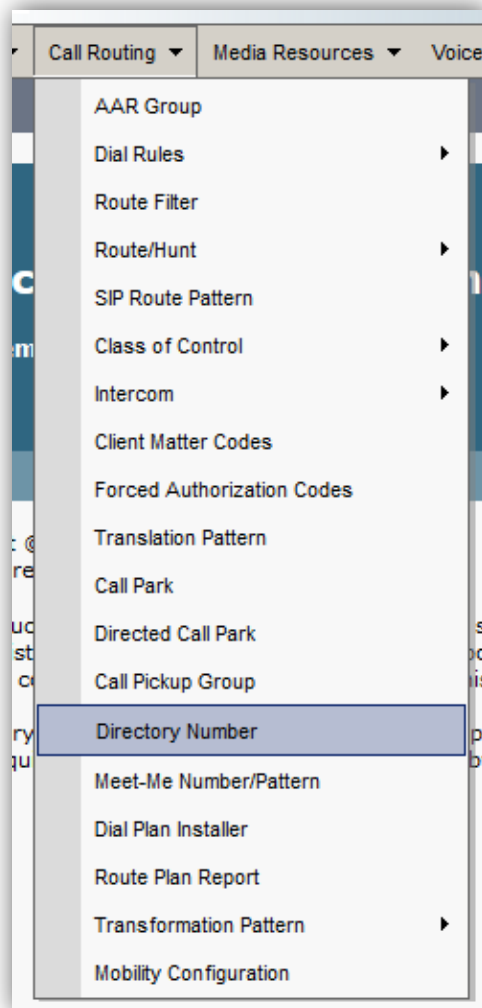 Call Routing
Media Resources
Voice
AAR Group
Dial Rules
Route Filter
Route/Hunt
SIP Route Pattern
Class of Control
Intercom
Client Matter Codes
Forced Authorization Codes
Translation Pattern
Call Park
Directed Call Park
Call Pickup Group
Directory Number
Meet-Me Number/Pattern
Dial Plan Installer
Route Plan Report
Transformation Pattern
Mobility Configuration